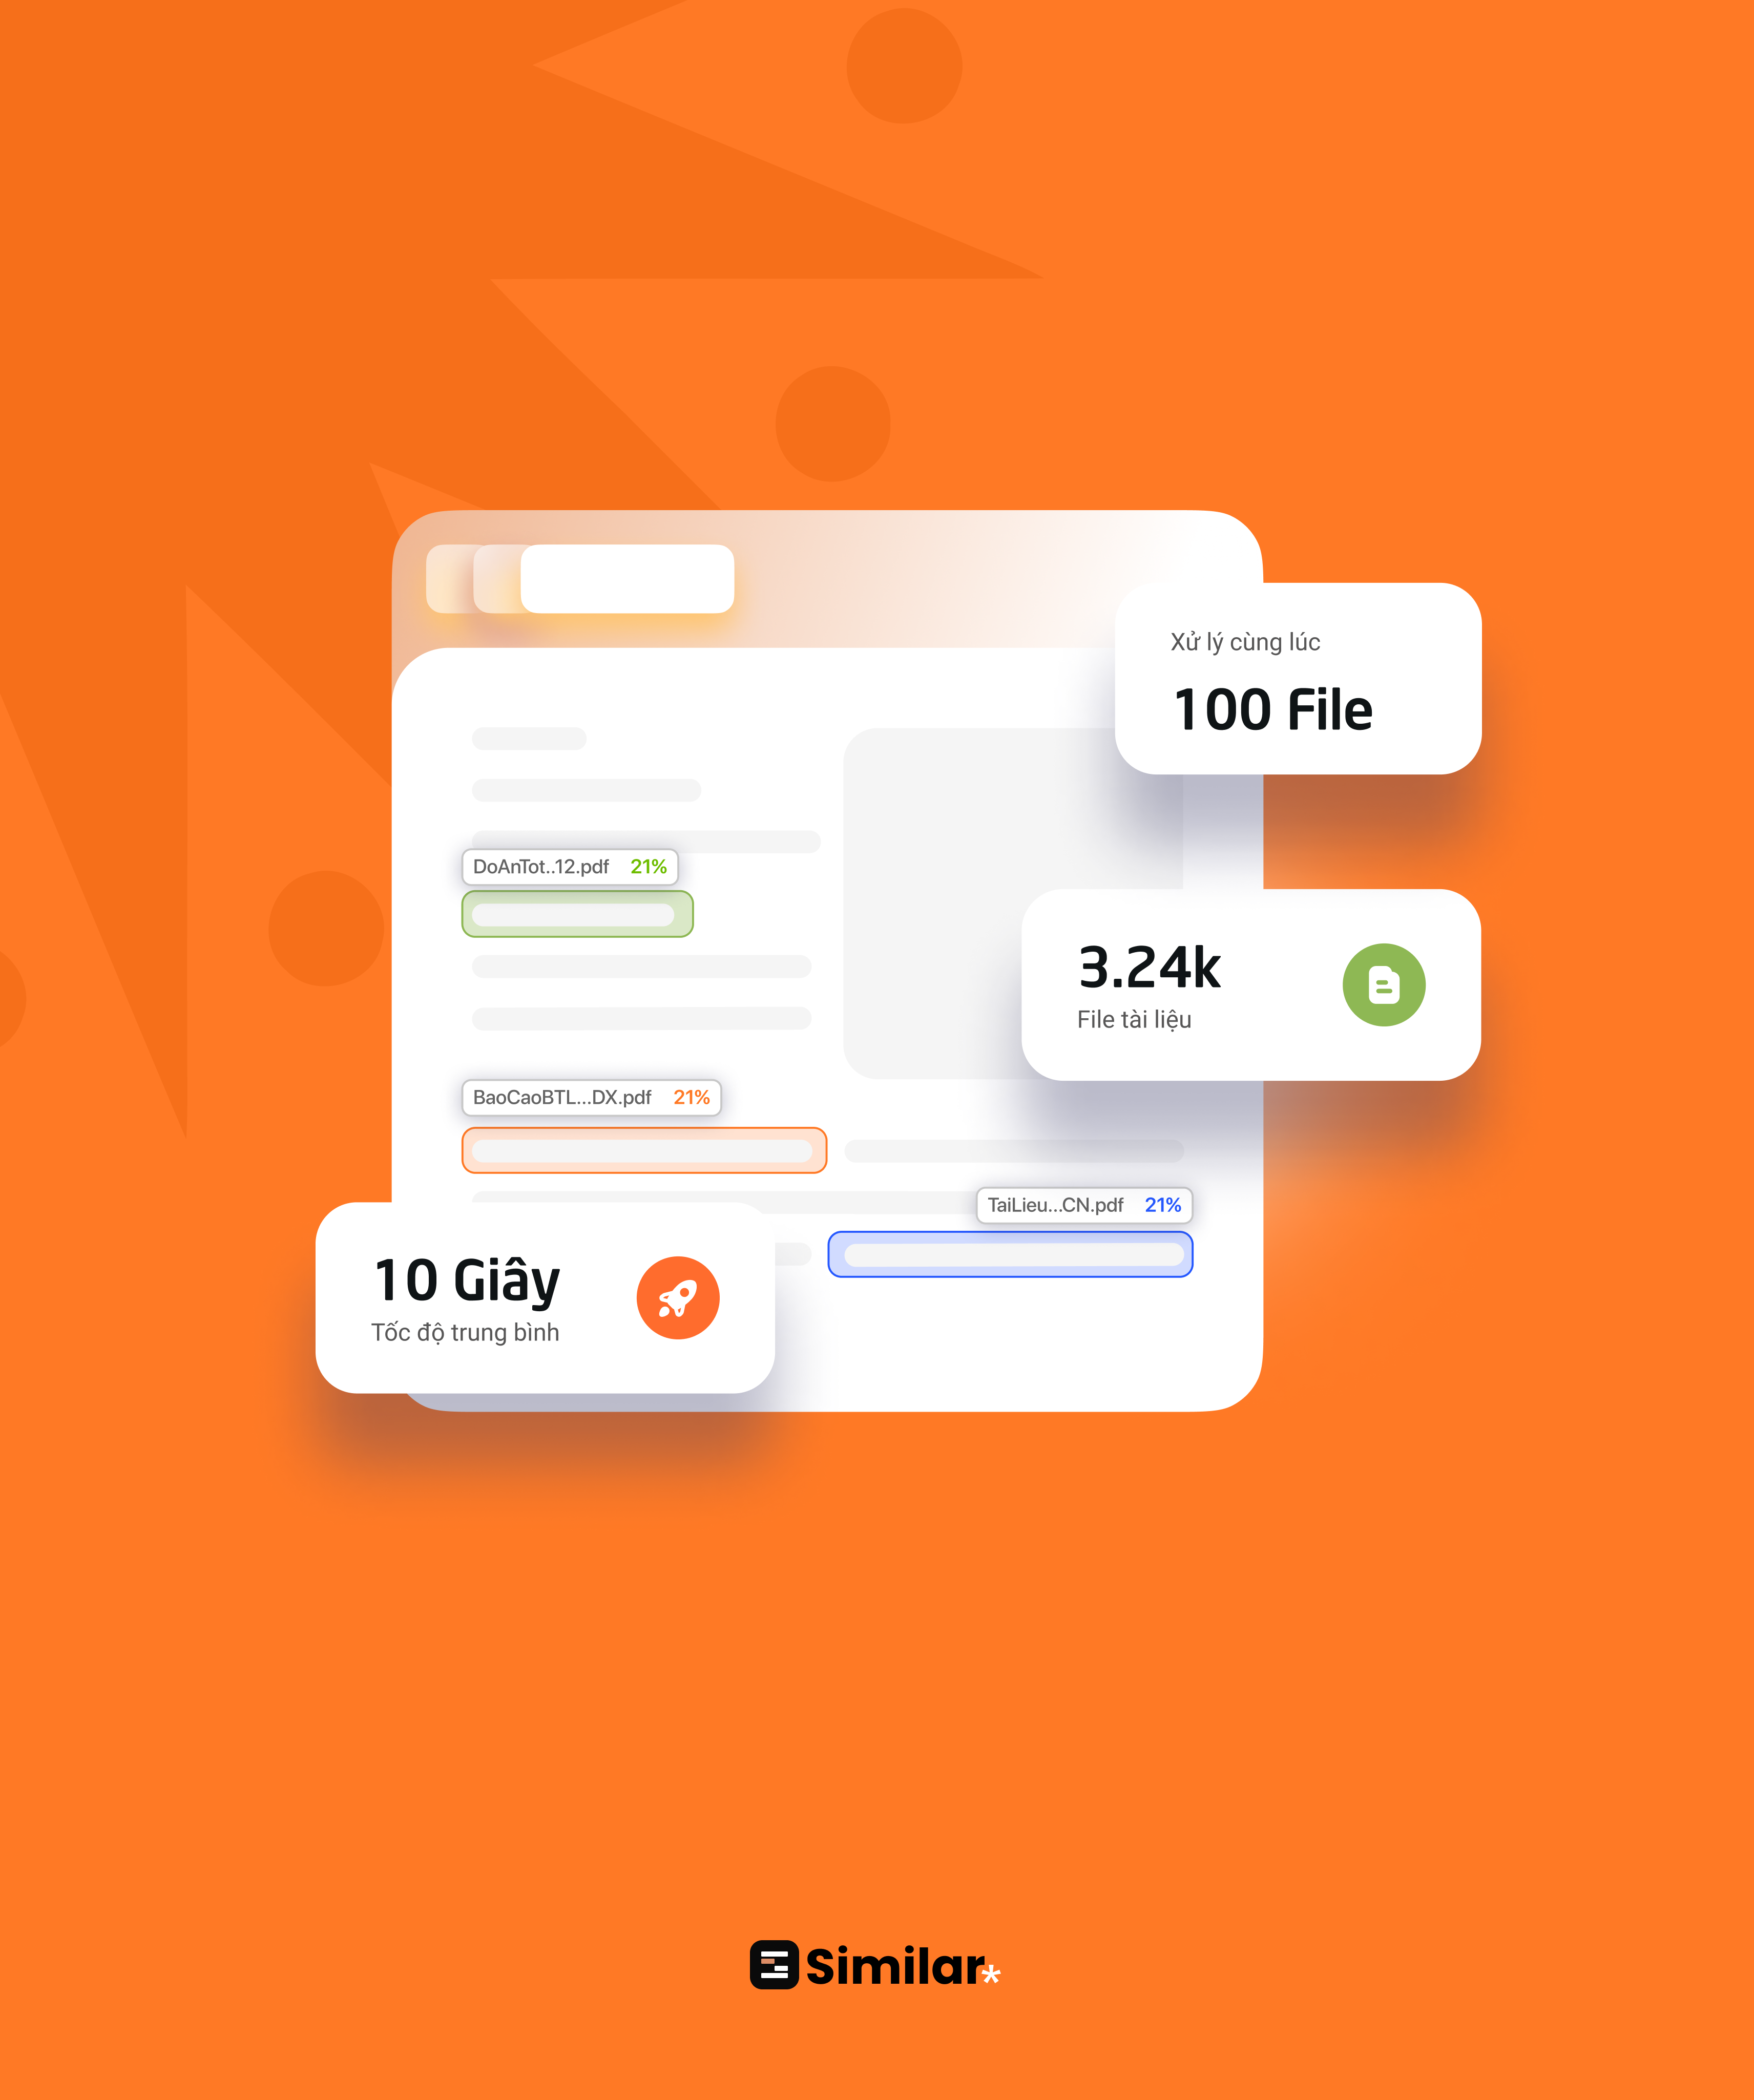 Xử lý cùng lúc
100 File
DoAnTot..12.pdf 21%
3.24k
File tài liệu
BaoCaoBTL...DX.pdf 21%
TaiLieu...CN.pdf 21%
10 Giây
Tốc độ trung bình
Similar*